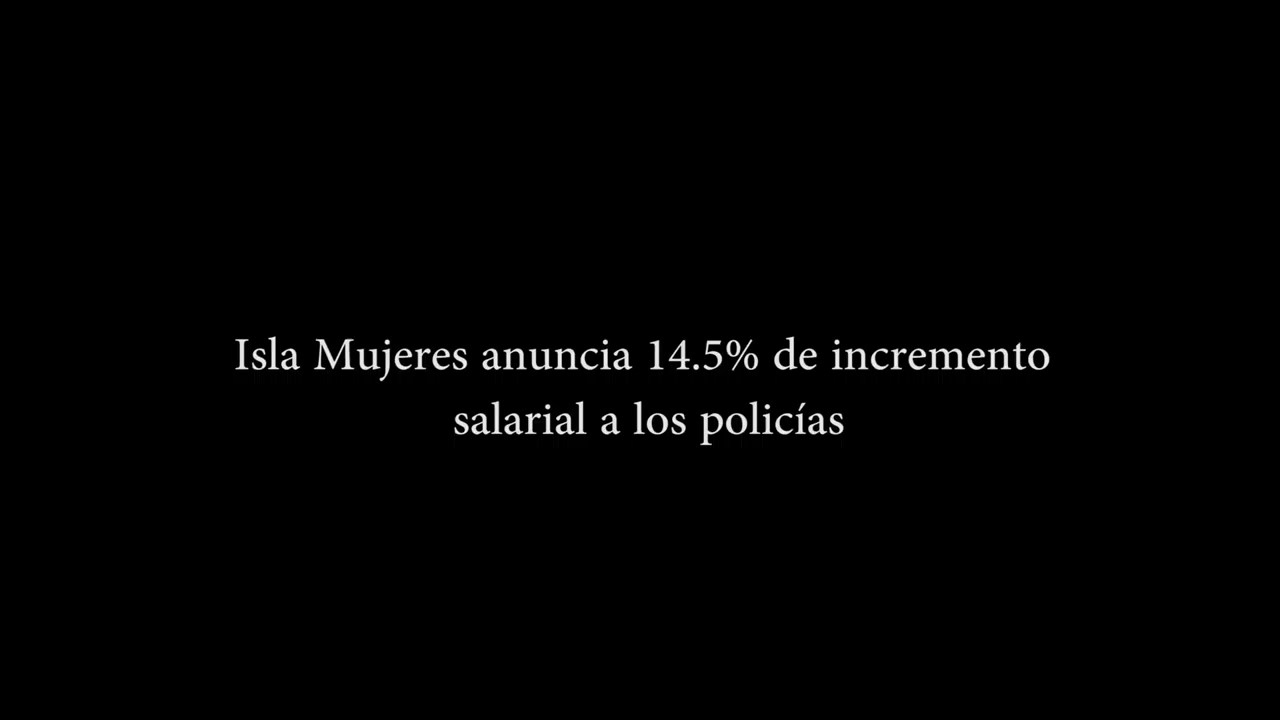 Isla Mujeres anuncia 14.5% de incremento
salarial a los policías